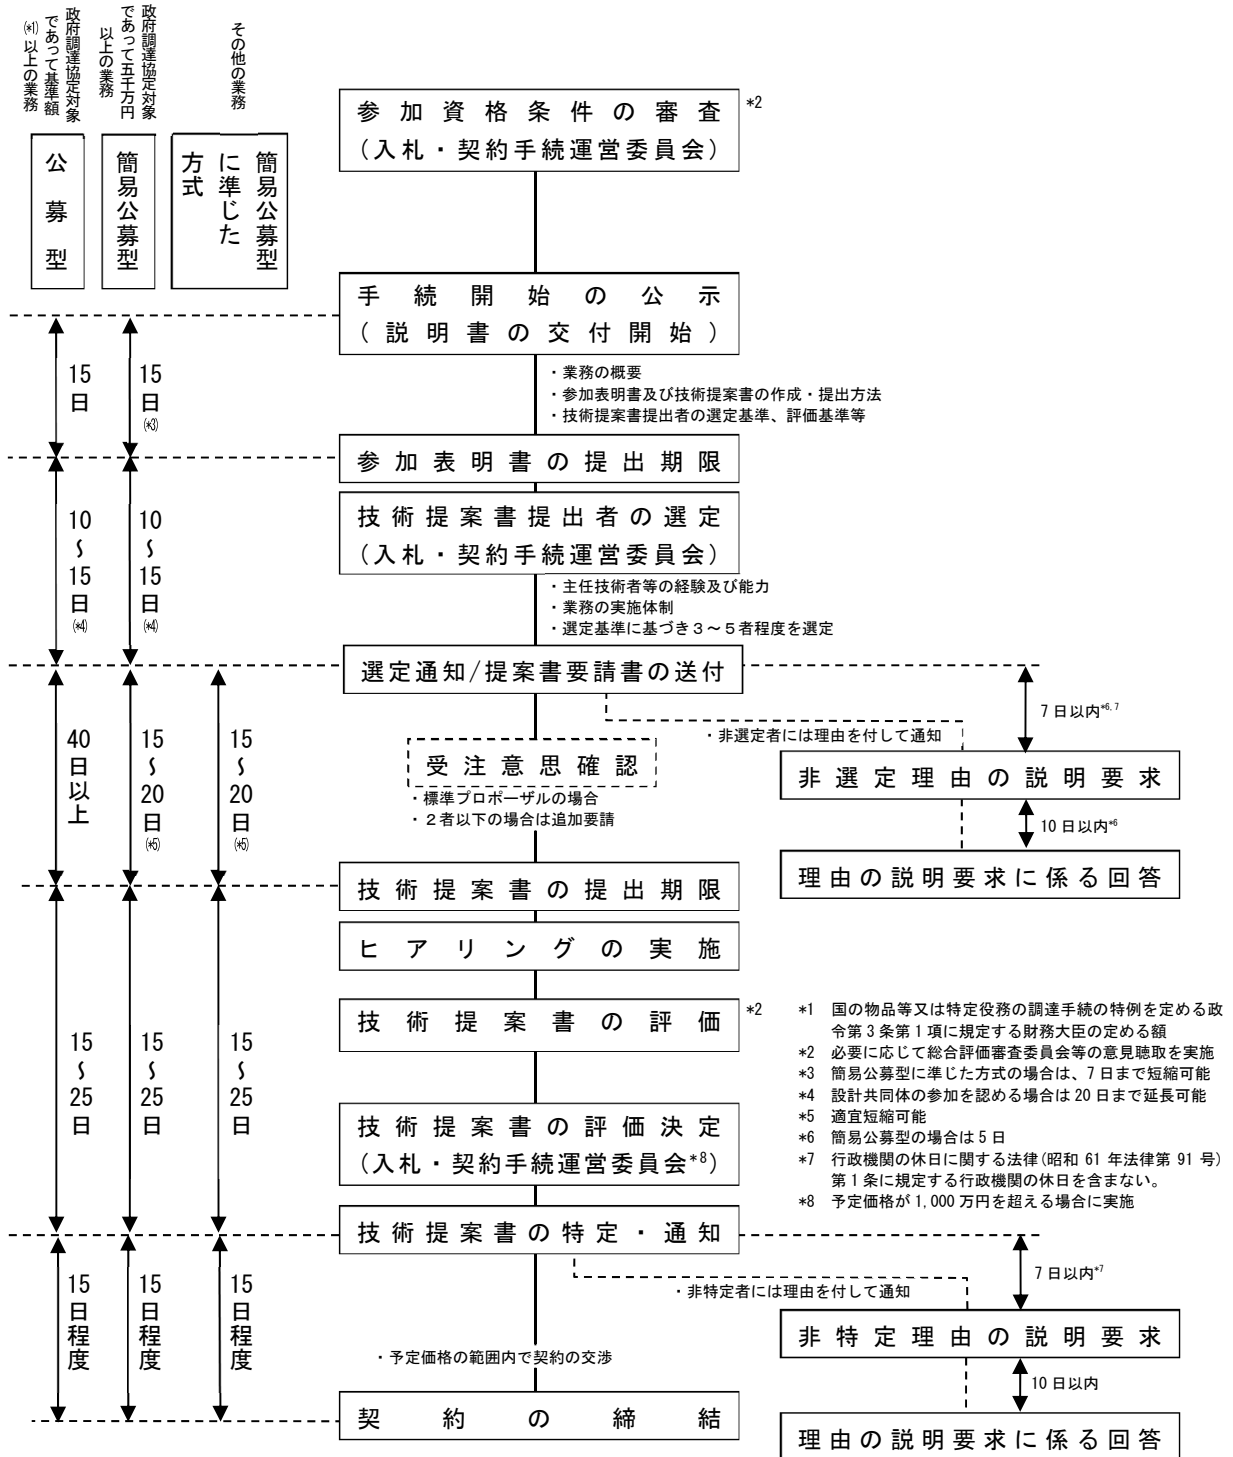 政府調達協定対象
であって基準額
(*1)以上の業務
政府調達協定対象
であって五千万円
以上の業務
その他の業務
公募型
簡易公募型
簡易公募型
に準じた
方式
参加資格条件の審査
(入札・契約手続運営委員会)
*2
手続開始の公示
(説明書の交付開始)
・業務の概要
・参加表明書及び技術提案書の作成・提出方法
・技術提案書提出者の選定基準、評価基準等
15日
15日(*3)
参加表明書の提出期限
技術提案書提出者の選定
(入札・契約手続運営委員会)
・主任技術者等の経験及び能力
・業務の実施体制
・選定基準に基づき3~5者程度を選定
10~15日(*4)
10~15日(*4)
選定通知/提案書要請書の送付
7日以内*6,7
・非選定者には理由を付して通知
受注意思確認
・標準プロポーザルの場合
・2者以下の場合は追加要請
非選定理由の説明要求
10日以内*6
理由の説明要求に係る回答
40日以上
15~20日(*5)
15~20日(*5)
技術提案書の提出期限
ヒアリングの実施
技術提案書の評価
*2
技術提案書の評価決定
(入札・契約手続運営委員会*8)
15~25日
15~25日
15~25日
*1 国の物品等又は特定役務の調達手続の特例を定める政
令第3条第1項に規定する財務大臣の定める額
*2 必要に応じて総合評価審査委員会等の意見聴取を実施
*3 簡易公募型に準じた方式の場合は、7日まで短縮可能
*4 設計共同体の参加を認める場合は20日まで延長可能
*5 適宜短縮可能
*6 簡易公募型の場合は5日
*7 行政機関の休日に関する法律(昭和61年法律第91号)
第1条に規定する行政機関の休日を含まない。
*8 予定価格が1,000万円を超える場合に実施
技術提案書の特定・通知
7日以内*7
・非特定者には理由を付して通知
非特定理由の説明要求
10日以内
理由の説明要求に係る回答
15日程度
15日程度
15日程度
・予定価格の範囲内で契約の交渉
契約の締結